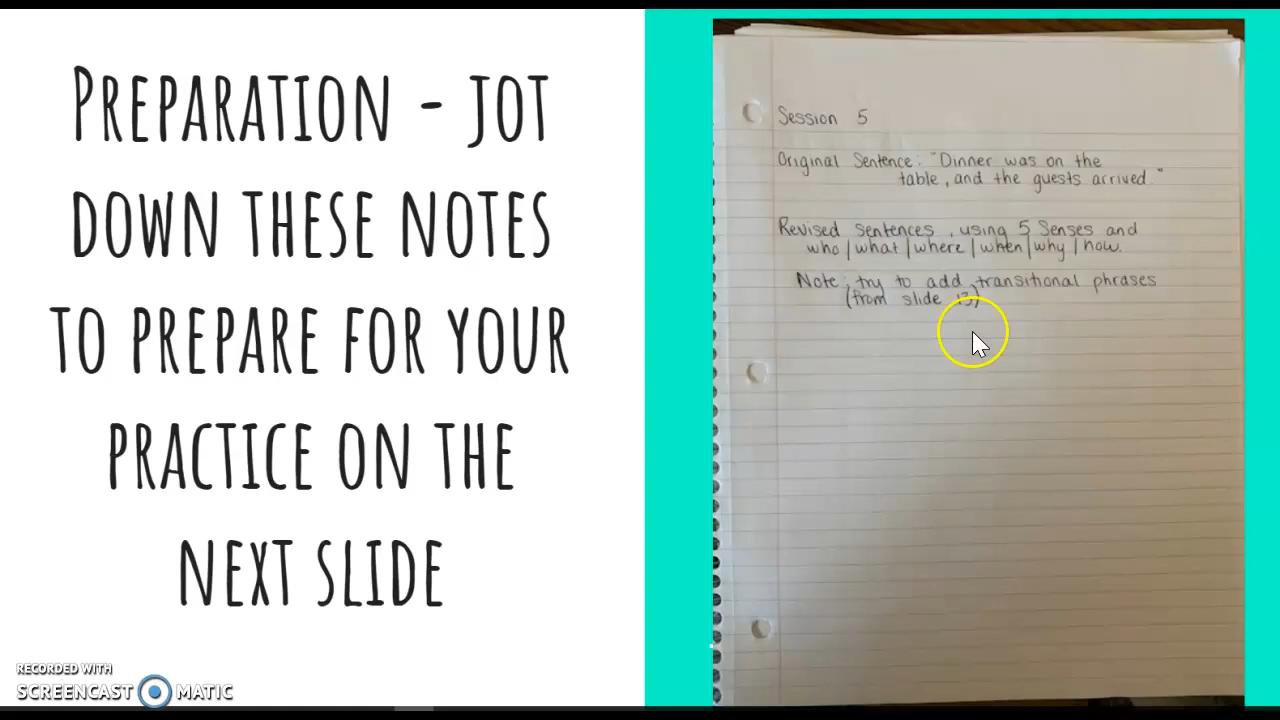 PREPARATION - JOT
DOWN THESE NOTES
TO PREPARE FOR YOUR
PRACTICE ON THE
NEXT SLIDE
Session 5
Original Sentence: "Dinner was on the
table, and the guests arrived."
Revised sentences, using 5 Senses and
who | what | where | when | why | how.
Note: try to add transitional phrases
(from slide 13)
RECORDED WITH
SCREENCAST MATIC